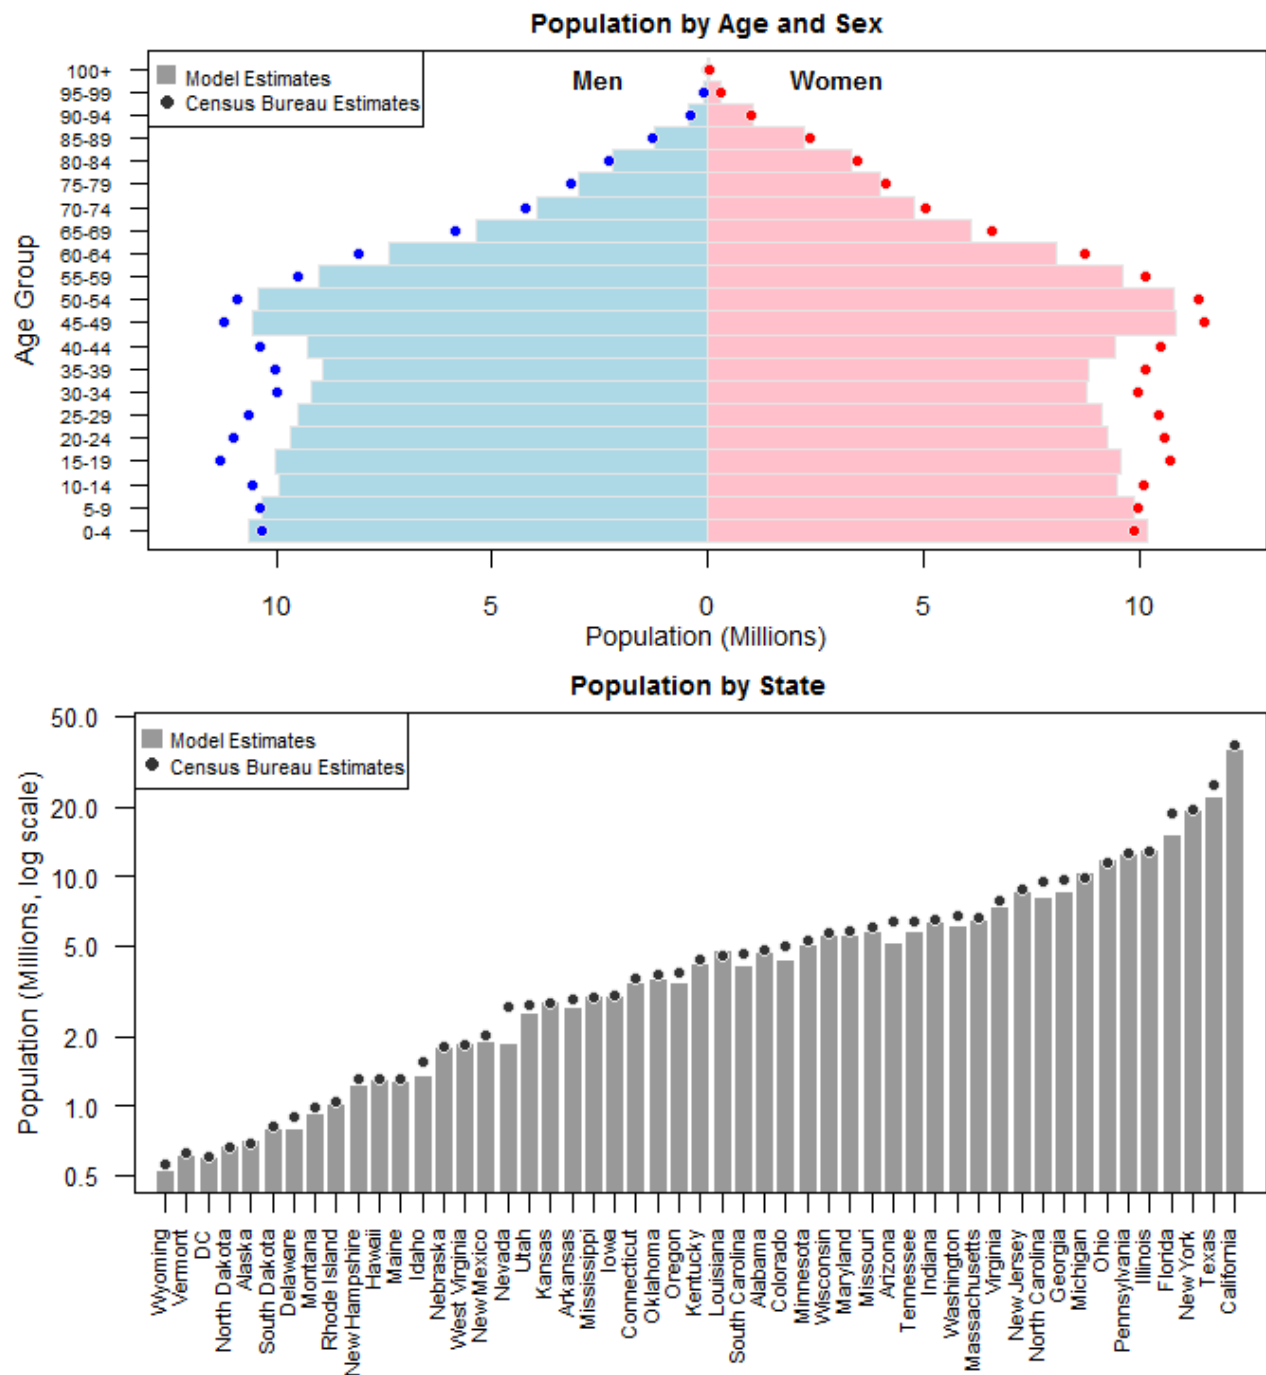 Population by Age and Sex
Model Estimates
Census Bureau Estimates
Men
Women
Age Group
100+
95-99
90-94
85-89
80-84
75-79
70-74
65-69
60-64
55-59
50-54
45-49
40-44
35-39
30-34
25-29
20-24
15-19
10-14
5-9
0-4
10
5
0
5
10
Population (Millions)
Population by State
Model Estimates
Census Bureau Estimates
Population (Millions, log scale)
50.0
20.0
10.0
5.0
2.0
1.0
0.5
Wyoming
Vermont
DC
North Dakota
Alaska
South Dakota
Delaware
Montana
Rhode Island
New Hampshire
Hawaii
Maine
Idaho
Nebraska
West Virginia
New Mexico
Nevada
Utah
Kansas
Arkansas
Mississippi
Iowa
Connecticut
Oklahoma
Oregon
Kentucky
Louisiana
South Carolina
Alabama
Colorado
Minnesota
Wisconsin
Maryland
Missouri
Arizona
Tennessee
Indiana
Washington
Massachusetts
Virginia
New Jersey
North Carolina
Georgia
Michigan
Ohio
Pennsylvania
Illinois
Florida
New York
Texas
California